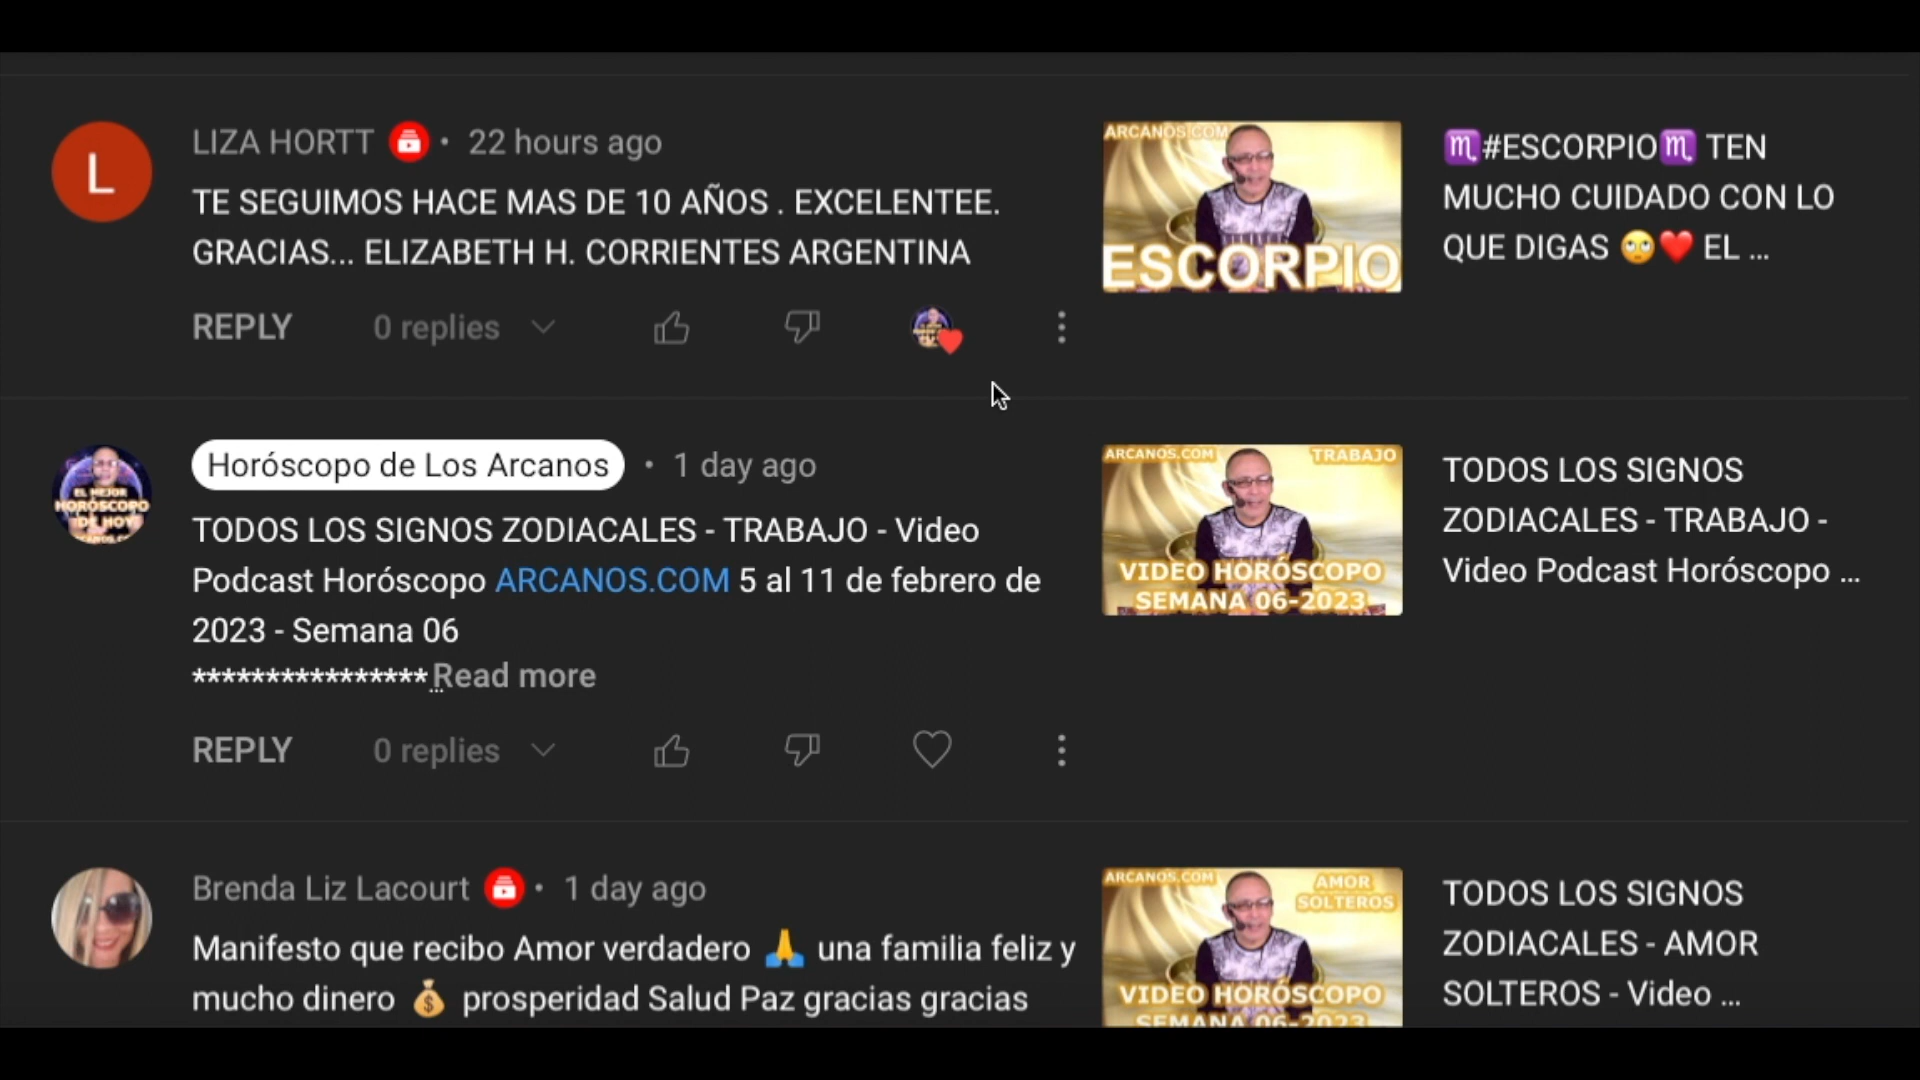 L
LIZA HORTT • 22 hours ago
TE SEGUIMOS HACE MAS DE 10 AÑOS . EXCELENTEE.
GRACIAS... ELIZABETH H. CORRIENTES ARGENTINA
REPLY 0 replies
ARCANOS.COM
ESCORPIO
♏#ESCORPIO♏ TEN
MUCHO CUIDADO CON LO
QUE DIGAS 🙄❤️ EL ...
EL MEJOR
HORÓSCOPO
DE HOY
Horóscopo de Los Arcanos • 1 day ago
TODOS LOS SIGNOS ZODIACALES - TRABAJO - Video
Podcast Horóscopo ARCANOS.COM 5 al 11 de febrero de
2023 - Semana 06
****************...Read more
REPLY 0 replies
ARCANOS.COM TRABAJO
VIDEO HORÓSCOPO
SEMANA 06-2023
TODOS LOS SIGNOS
ZODIACALES - TRABAJO -
Video Podcast Horóscopo ...
Brenda Liz Lacourt • 1 day ago
Manifesto que recibo Amor verdadero 🙏 una familia feliz y
mucho dinero 💰 prosperidad Salud Paz gracias gracias
ARCANOS.COM AMOR
SOLTEROS
VIDEO HORÓSCOPO
SEMANA 06-2023
TODOS LOS SIGNOS
ZODIACALES - AMOR
SOLTEROS - Video ...